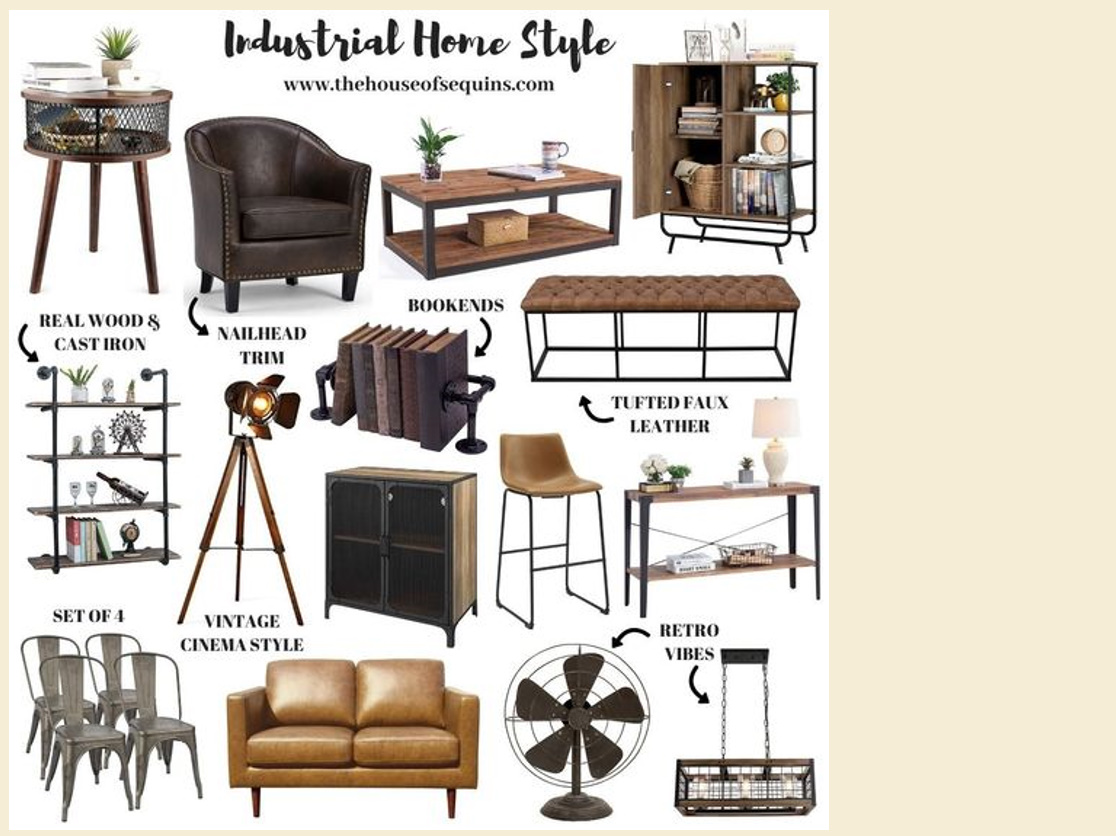 Industrial Home Style
www.thehouseofsequins.com
REAL WOOD &
CAST IRON
NAILHEAD
TRIM
BOOKENDS
TUFTED FAUX
LEATHER
SET OF 4
VINTAGE
CINEMA STYLE
RETRO
VIBES